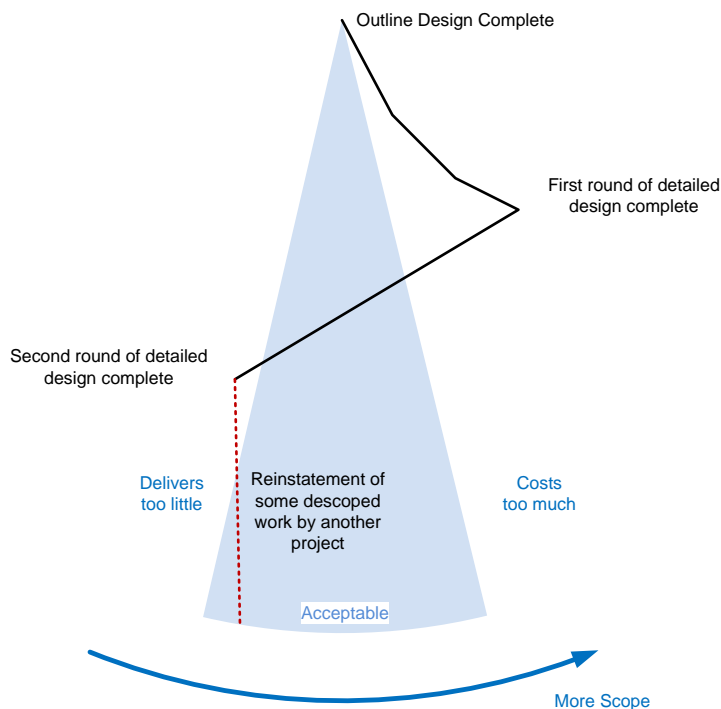 Outline Design Complete
First round of detailed
design complete
Second round of detailed
design complete
Delivers
too little
Reinstatement of
some descoped
work by another
project
Costs
too much
Acceptable
More Scope